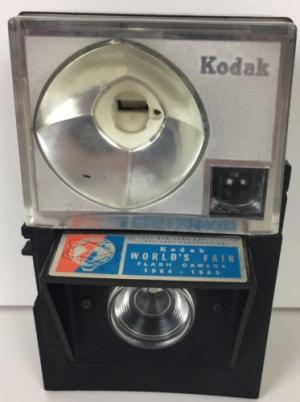 Kodak
Kodak
WORLD'S FAIR
FLASH CAMERA
1964 - 1965